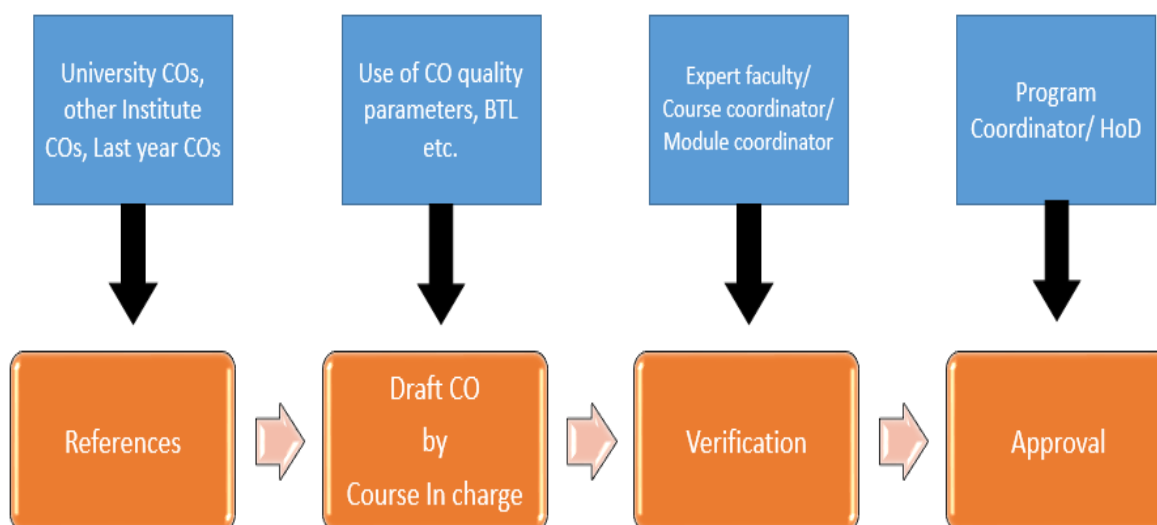 University COs,
other Institute
COs, Last year COs
Use of CO quality
parameters, BTL
etc.
Expert faculty/
Course coordinator/
Module coordinator
Program
Coordinator/ HoD
References
Draft CO
by
Course In charge
Verification
Approval